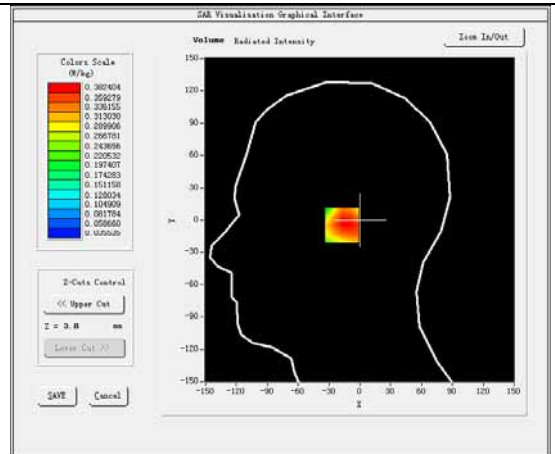 SAR Visualisation Graphical Interface
Volume Radiated Intensity
Zoom In/Out
Colors Scale
(W/kg)
0.382404
0.359279
0.336155
0.313030
0.289906
0.266781
0.243656
0.220532
0.197407
0.174283
0.151158
0.128034
0.104909
0.081784
0.058660
0.035535
Z-Cuts Control
<< Upper Cut
Z = 3.8 mm
Lower Cut >>
SAVE
Cancel
150
120
90
60
30
0
-30
-60
-90
-120
-150
Y
-150 -120 -90 -60 -30 0 30 60 90 120 150
X